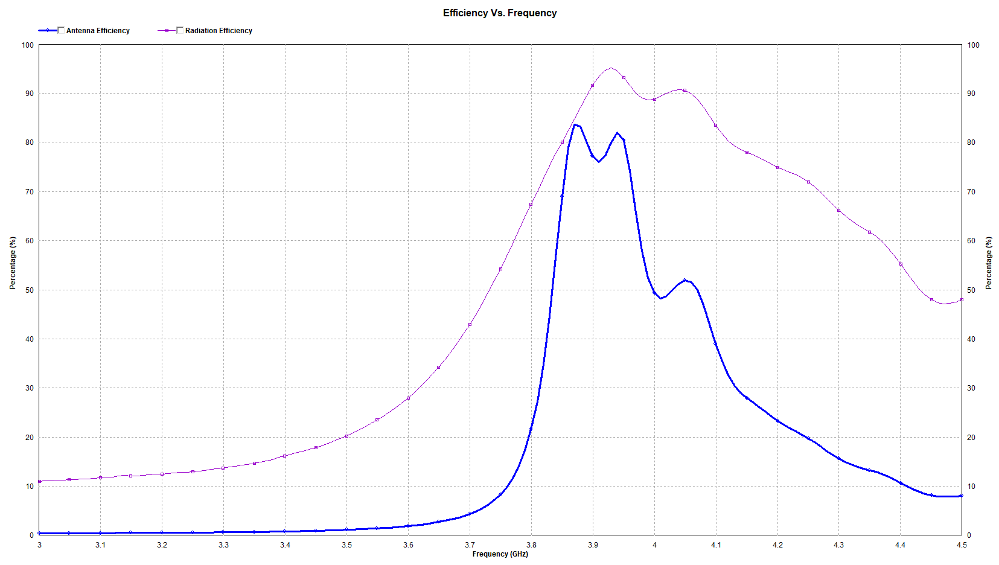 Efficiency Vs. Frequency
Antenna Efficiency Radiation Efficiency
100 100
90 90
80 80
70 70
60 60
50 50
40 40
30 30
20 20
10 10
0 0
Percentage (%)
Percentage (%)
3 3.1 3.2 3.3 3.4 3.5 3.6 3.7 3.8 3.9 4 4.1 4.2 4.3 4.4 4.5
Frequency (GHz)